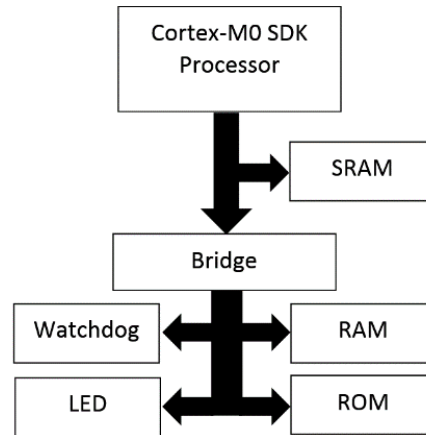 Cortex-M0 SDK
Processor
SRAM
Bridge
Watchdog
RAM
LED
ROM